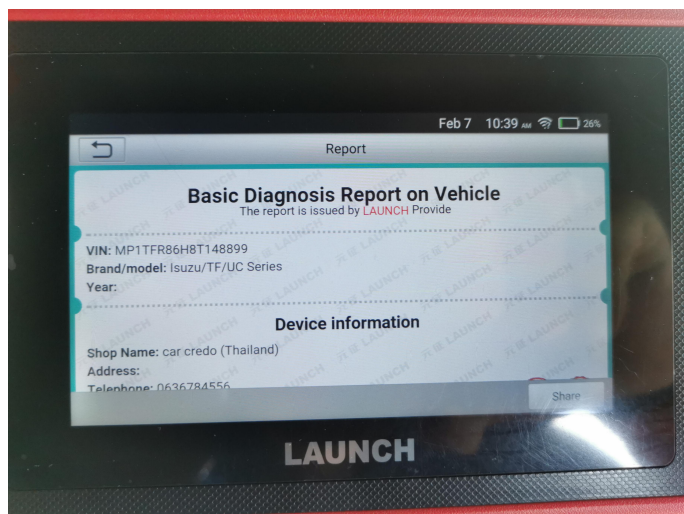 Feb 7 10:39 AM 26%
Report
Basic Diagnosis Report on Vehicle
The report is issued by LAUNCH Provide
VIN: MP1TFR86H8T148899
Brand/model: Isuzu/TF/UC Series
Year:
Device information
Shop Name: car credo (Thailand)
Address:
Telephone: 0636784556
Share
LAUNCH